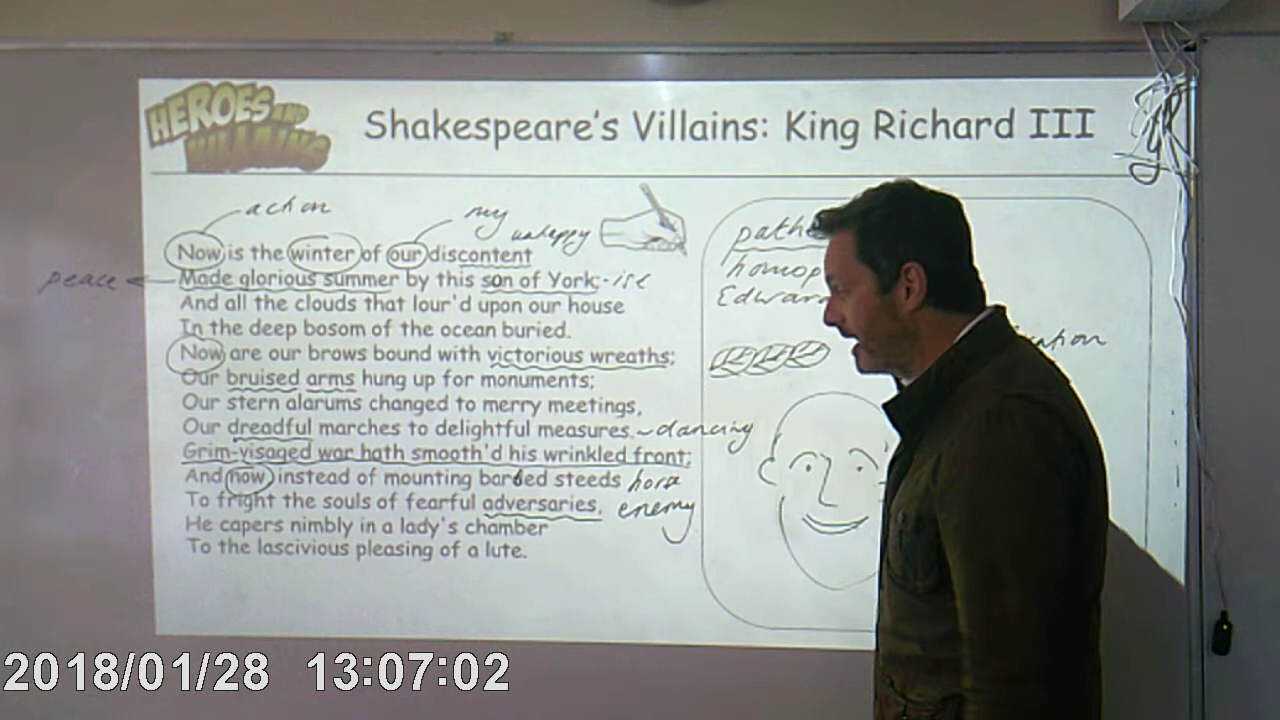 HEROES AND VILLAINS
Shakespeare's Villains: King Richard III
action
my
unhappy
Now is the winter of our discontent
peace
Made glorious summer by this son of York;-ise
And all the clouds that lour'd upon our house
In the deep bosom of the ocean buried.
Now are our brows bound with victorious wreaths;
Our bruised arms hung up for monuments;
Our stern alarums changed to merry meetings,
Our dreadful marches to delightful measures. ~dancing
Grim-visaged war hath smooth'd his wrinkled front;
And now instead of mounting barbed steeds horse
To fright the souls of fearful adversaries, enemy
He capers nimbly in a lady's chamber
To the lascivious pleasing of a lute.
path
homop
Edwar
cation
2018/01/28 13:07:02